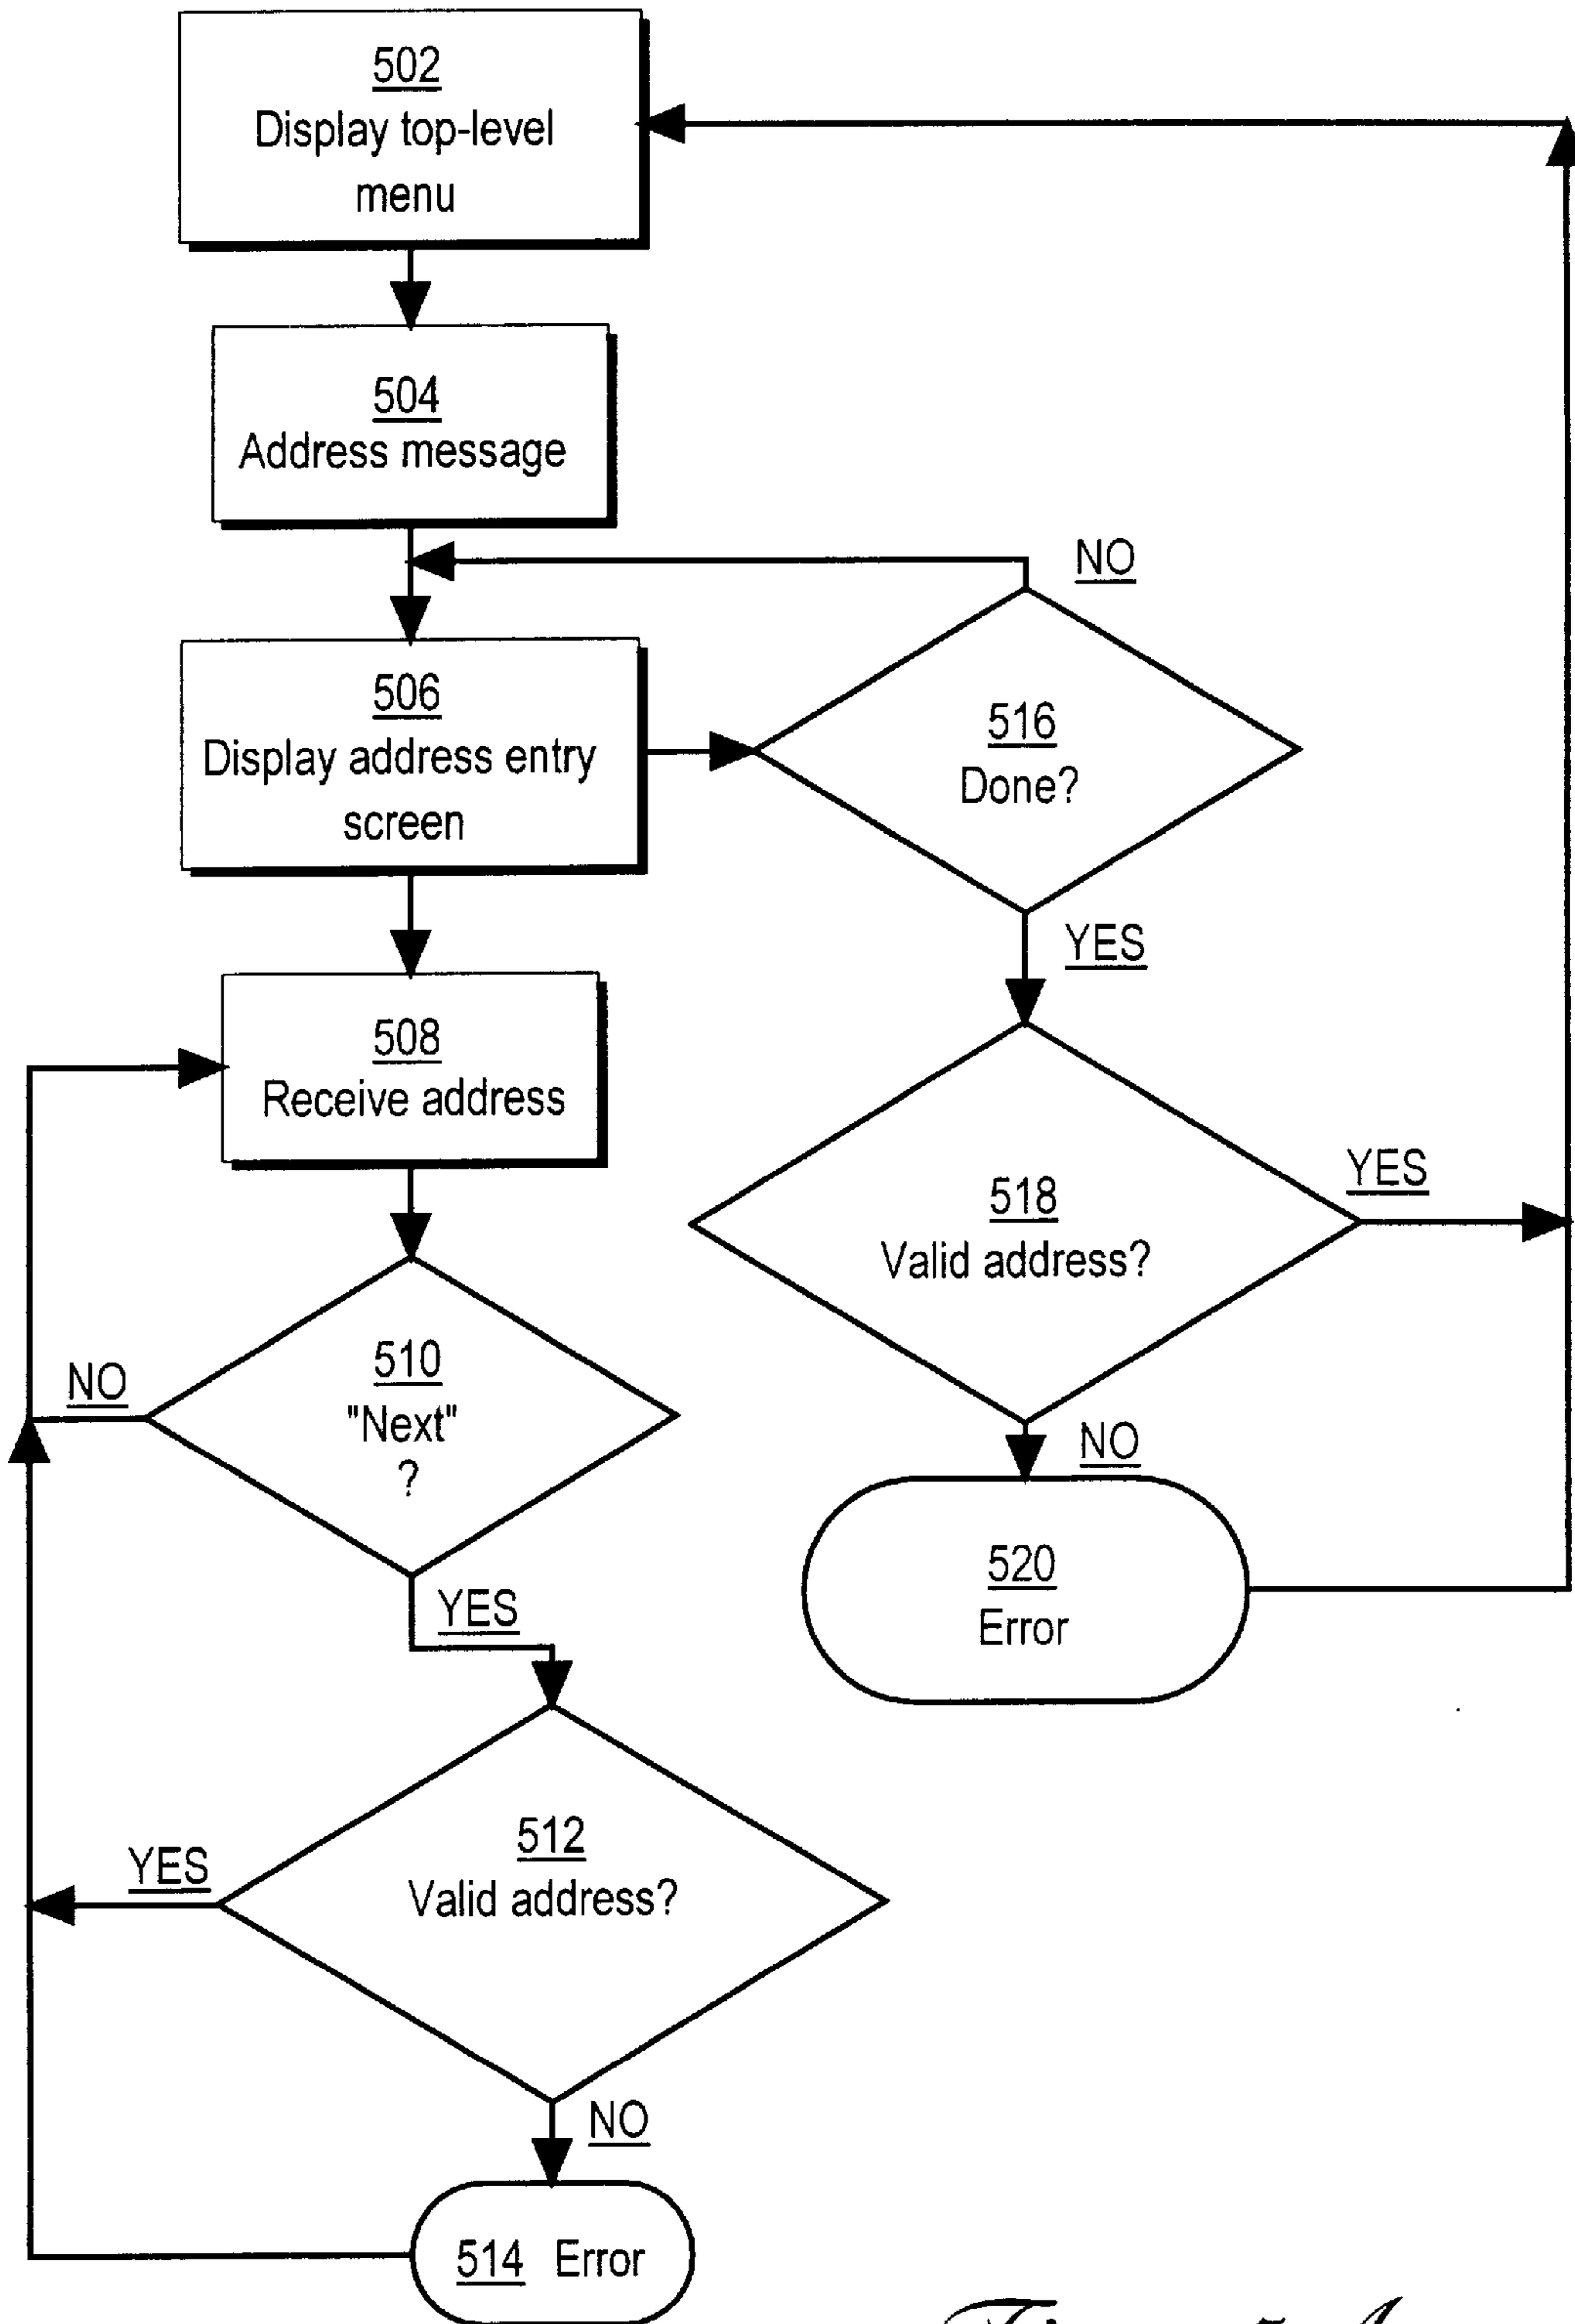 502
Display top-level
menu
504
Address message
NO
506
Display address entry
screen
516
Done?
YES
508
Receive address
518
Valid address?
YES
510
"Next"
?
NO
NO
520
Error
YES
512
Valid address?
YES
NO
514 Error